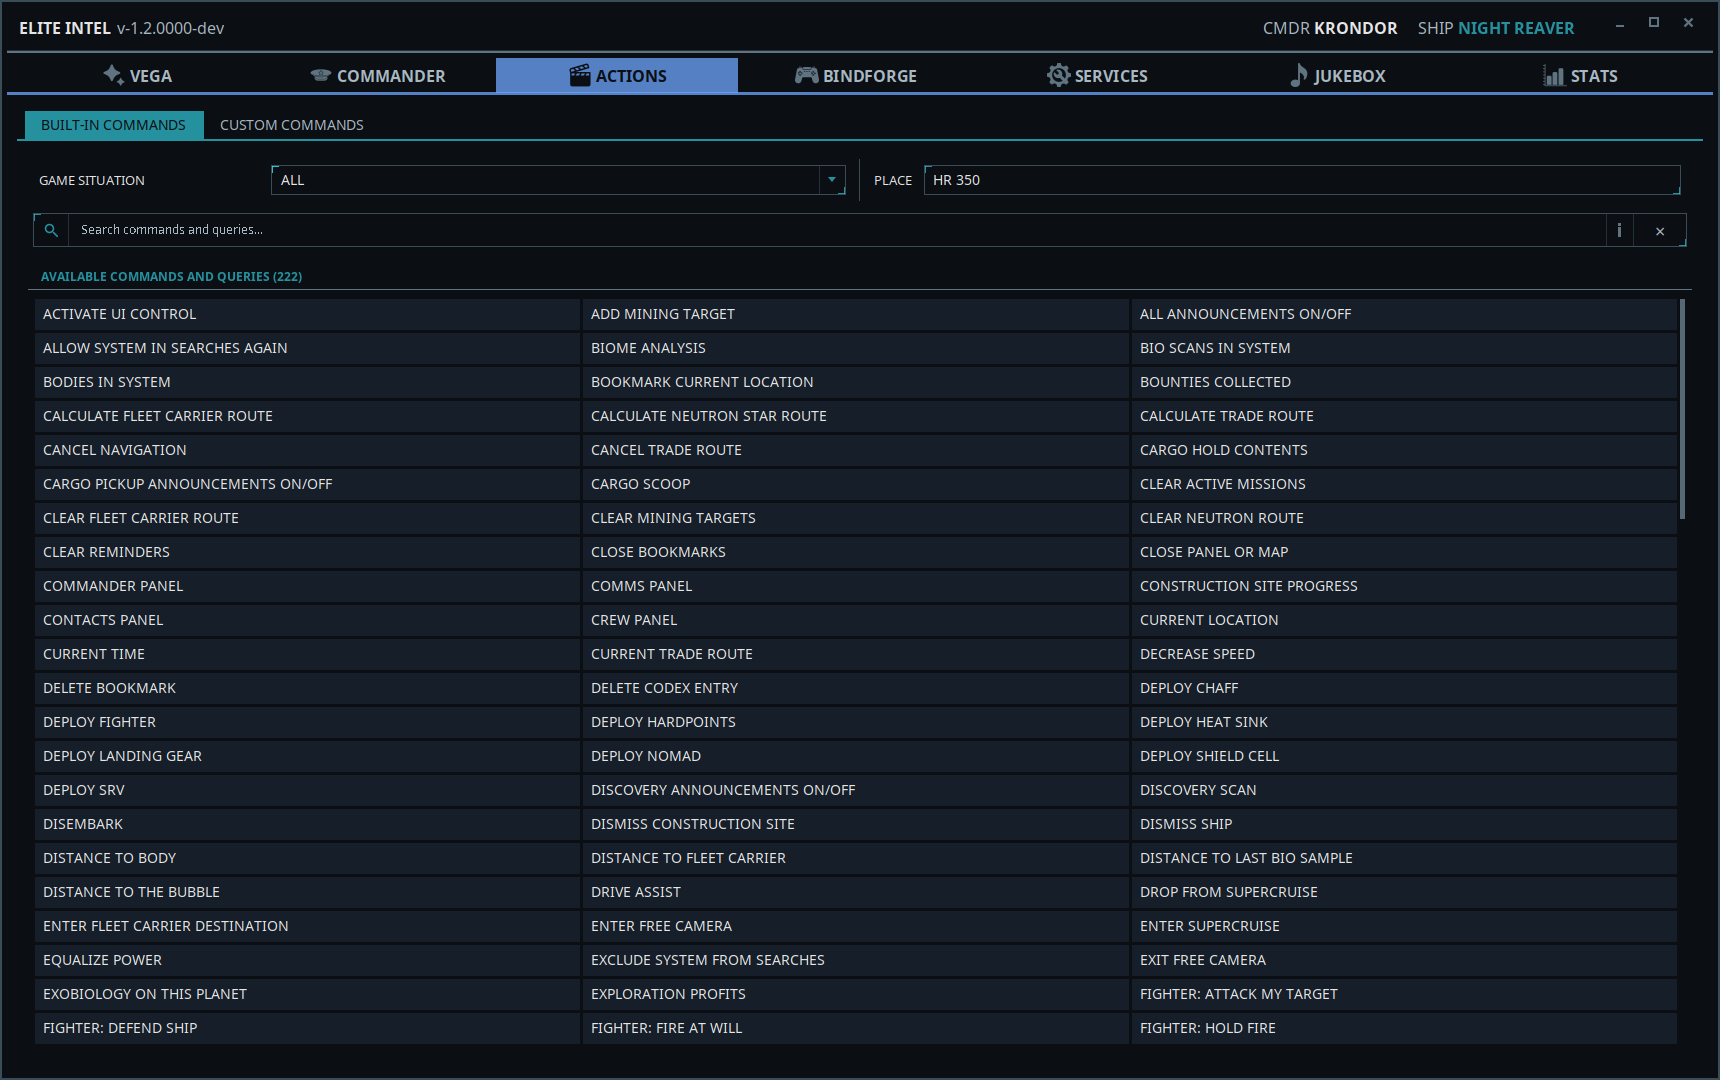 ELITE INTEL v-1.2.0000-dev
CMDR KRONDOR SHIP NIGHT REAVER
VEGA COMMANDER ACTIONS BINDFORGE SERVICES JUKEBOX STATS
BUILT-IN COMMANDS CUSTOM COMMANDS
GAME SITUATION ALL PLACE HR 350
Search commands and queries...
AVAILABLE COMMANDS AND QUERIES (222)
ACTIVATE UI CONTROL ADD MINING TARGET ALL ANNOUNCEMENTS ON/OFF
ALLOW SYSTEM IN SEARCHES AGAIN BIOME ANALYSIS BIO SCANS IN SYSTEM
BODIES IN SYSTEM BOOKMARK CURRENT LOCATION BOUNTIES COLLECTED
CALCULATE FLEET CARRIER ROUTE CALCULATE NEUTRON STAR ROUTE CALCULATE TRADE ROUTE
CANCEL NAVIGATION CANCEL TRADE ROUTE CARGO HOLD CONTENTS
CARGO PICKUP ANNOUNCEMENTS ON/OFF CARGO SCOOP CLEAR ACTIVE MISSIONS
CLEAR FLEET CARRIER ROUTE CLEAR MINING TARGETS CLEAR NEUTRON ROUTE
CLEAR REMINDERS CLOSE BOOKMARKS CLOSE PANEL OR MAP
COMMANDER PANEL COMMS PANEL CONSTRUCTION SITE PROGRESS
CONTACTS PANEL CREW PANEL CURRENT LOCATION
CURRENT TIME CURRENT TRADE ROUTE DECREASE SPEED
DELETE BOOKMARK DELETE CODEX ENTRY DEPLOY CHAFF
DEPLOY FIGHTER DEPLOY HARDPOINTS DEPLOY HEAT SINK
DEPLOY LANDING GEAR DEPLOY NOMAD DEPLOY SHIELD CELL
DEPLOY SRV DISCOVERY ANNOUNCEMENTS ON/OFF DISCOVERY SCAN
DISEMBARK DISMISS CONSTRUCTION SITE DISMISS SHIP
DISTANCE TO BODY DISTANCE TO FLEET CARRIER DISTANCE TO LAST BIO SAMPLE
DISTANCE TO THE BUBBLE DRIVE ASSIST DROP FROM SUPERCRUISE
ENTER FLEET CARRIER DESTINATION ENTER FREE CAMERA ENTER SUPERCRUISE
EQUALIZE POWER EXCLUDE SYSTEM FROM SEARCHES EXIT FREE CAMERA
EXOBIOLOGY ON THIS PLANET EXPLORATION PROFITS FIGHTER: ATTACK MY TARGET
FIGHTER: DEFEND SHIP FIGHTER: FIRE AT WILL FIGHTER: HOLD FIRE